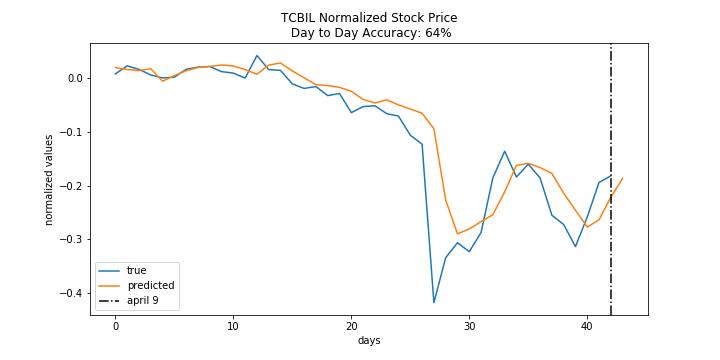 TCBIL Normalized Stock Price
Day to Day Accuracy: 64%
normalized values
0.0
−0.1
−0.2
−0.3
−0.4
true
predicted
april 9
0
10
20
30
40
days